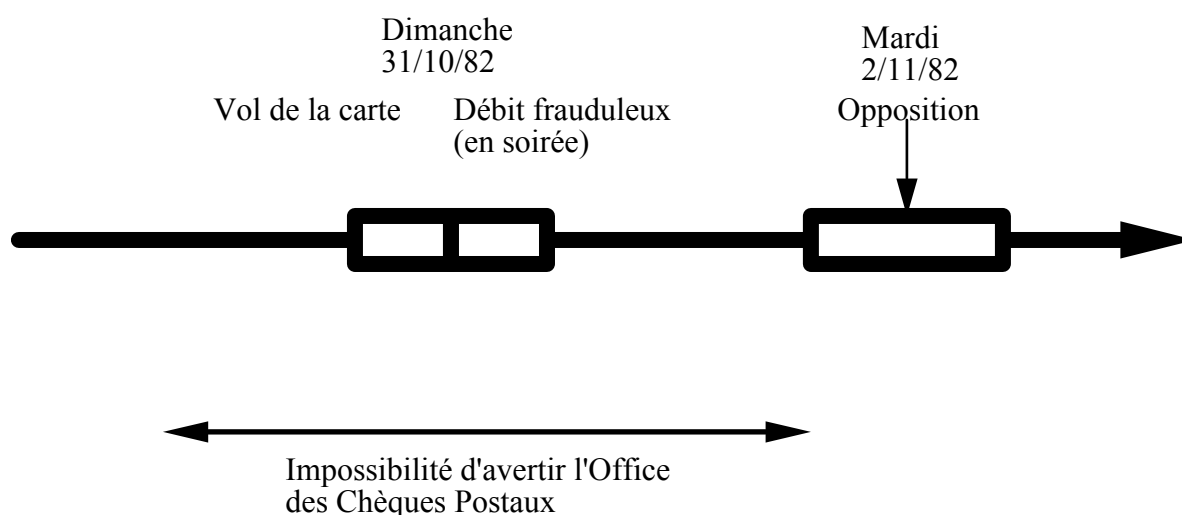 Dimanche
31/10/82
Mardi
2/11/82
Vol de la carte
Débit frauduleux
(en soirée)
Opposition
Impossibilité d'avertir l'Office
des Chèques Postaux